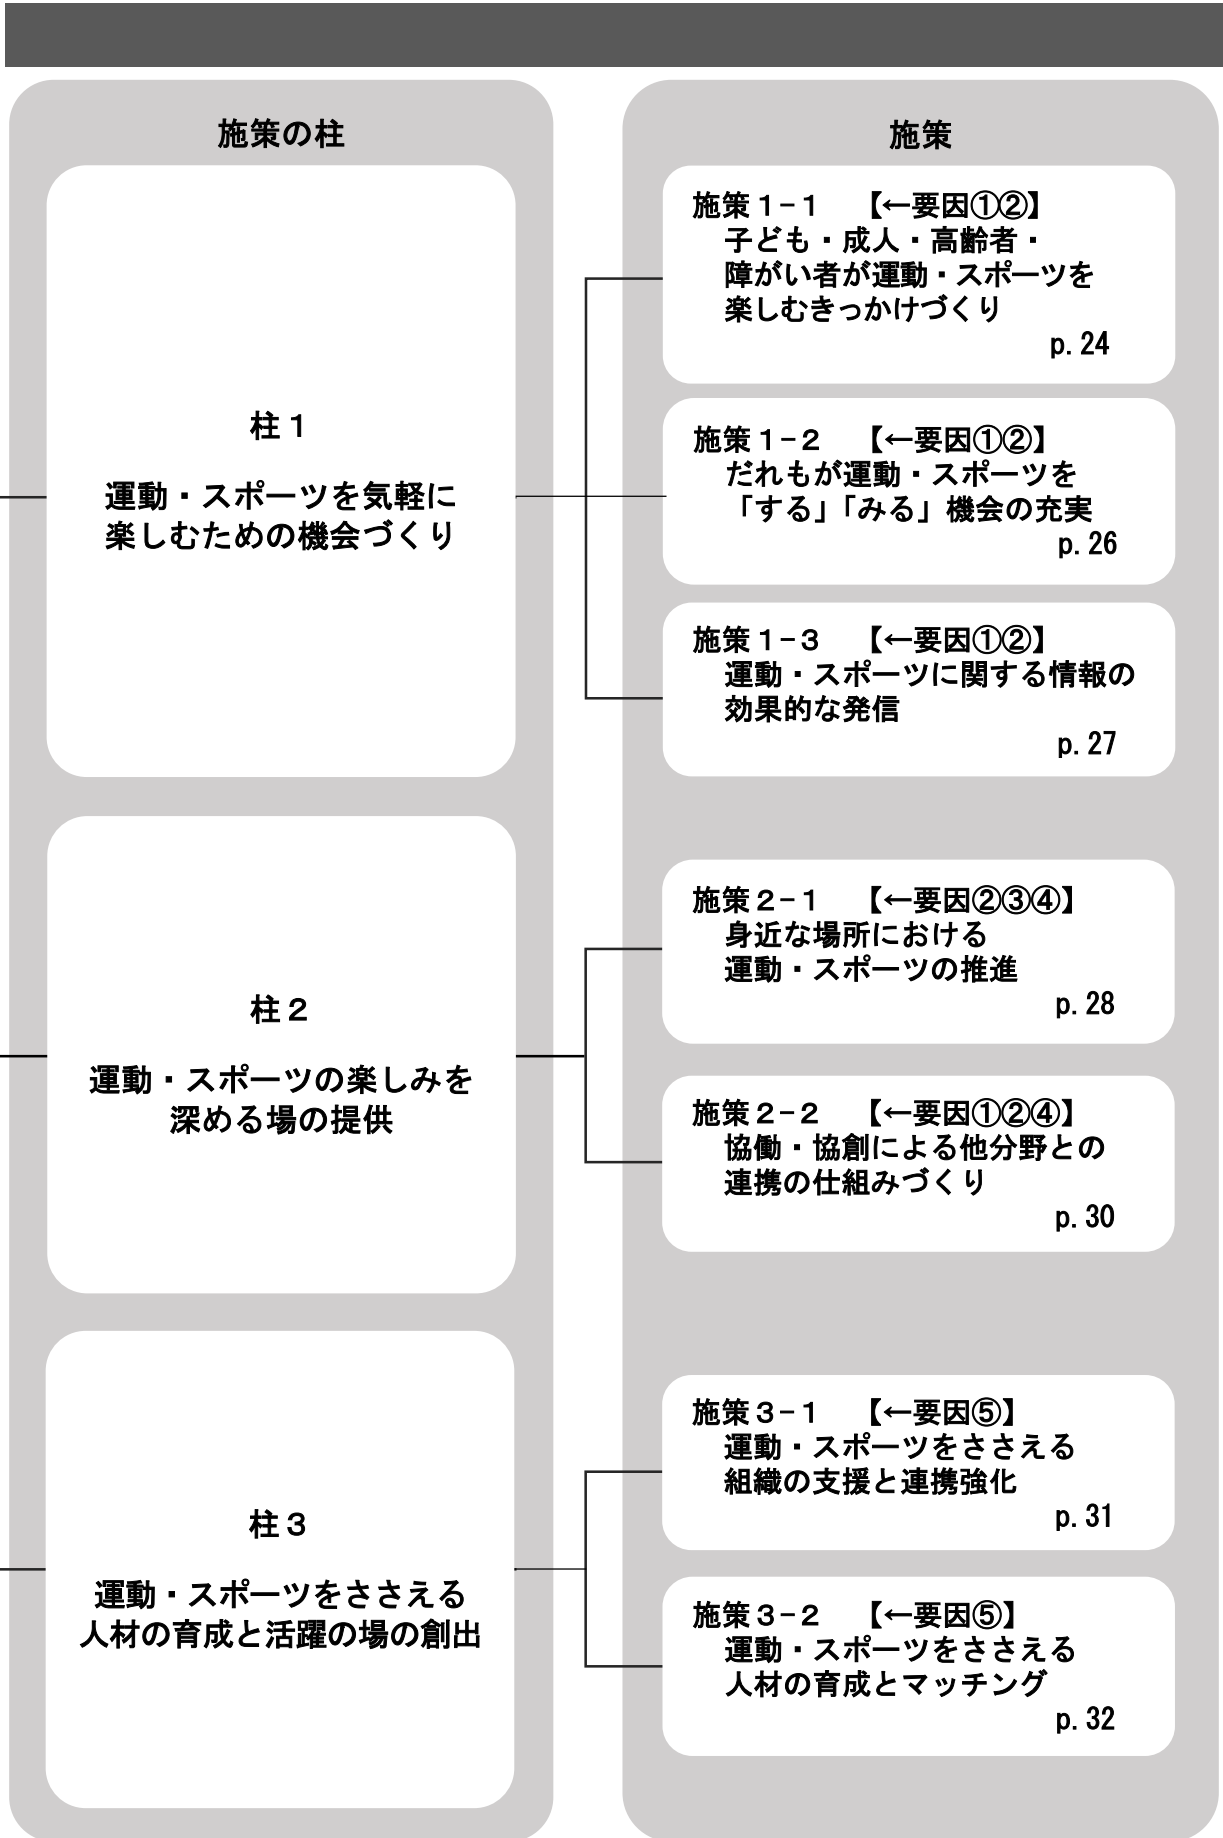 施策の柱
柱１
運動・スポーツを気軽に
楽しむための機会づくり
柱２
運動・スポーツの楽しみを
深める場の提供
柱３
運動・スポーツをささえる
人材の育成と活躍の場の創出
施策
施策１-１　【←要因①②】
子ども・成人・高齢者・
障がい者が運動・スポーツを
楽しむきっかけづくり
p. 24
施策１-２　【←要因①②】
だれもが運動・スポーツを
「する」「みる」機会の充実
p. 26
施策１-３　【←要因①②】
運動・スポーツに関する情報の
効果的な発信
p. 27
施策２-１　【←要因②③④】
身近な場所における
運動・スポーツの推進
p. 28
施策２-２　【←要因①②④】
協働・協創による他分野との
連携の仕組みづくり
p. 30
施策３-１　【←要因⑤】
運動・スポーツをささえる
組織の支援と連携強化
p. 31
施策３-２　【←要因⑤】
運動・スポーツをささえる
人材の育成とマッチング
p. 32